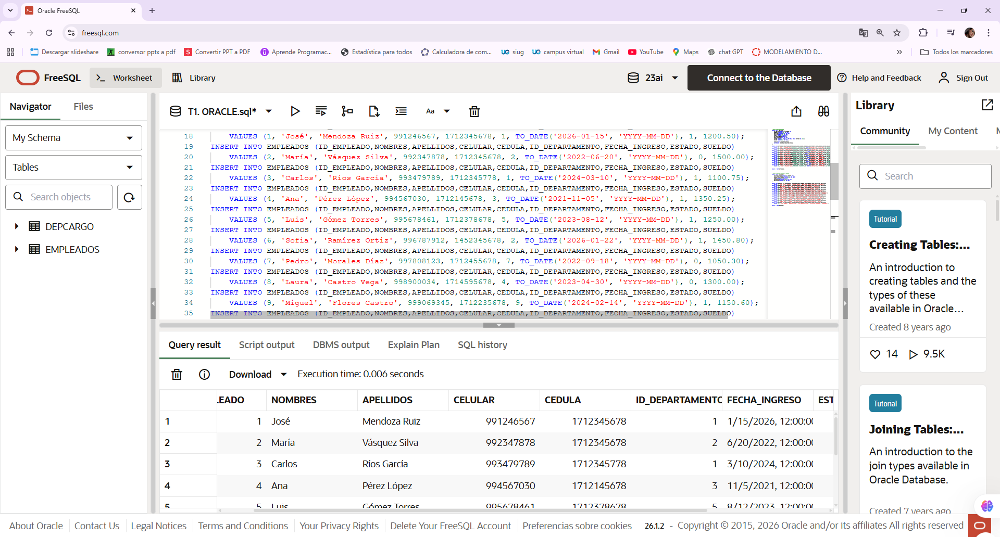 Oracle FreeSQL
freesql.com
Descargar slideshare
conversor pptx a pdf
Convertir PPT a PDF
Aprende Programac...
Estadística para todos
Calculadora de com...
siug
campus virtual
Gmail
YouTube
Maps
chat GPT
MODELAMIENTO D...
Todos los marcadores
FreeSQL
Worksheet
Library
23ai
Connect to the Database
Help and Feedback
Sign Out
Navigator
Files
My Schema
Tables
Search objects
DEPCARGO
EMPLEADOS
T1. ORACLE.sql*
Aa
18 VALUES (1, 'José', 'Mendoza Ruiz', 991246567, 1712345678, 1, TO_DATE('2026-01-15', 'YYYY-MM-DD'), 1, 1200.50);
19 INSERT INTO EMPLEADOS (ID_EMPLEADO,NOMBRES,APELLIDOS,CELULAR,CEDULA,ID_DEPARTAMENTO,FECHA_INGRESO,ESTADO,SUELDO)
20 VALUES (2, 'María', 'Vásquez Silva', 992347878, 1712345678, 2, TO_DATE('2022-06-20', 'YYYY-MM-DD'), 0, 1500.00);
21 INSERT INTO EMPLEADOS (ID_EMPLEADO,NOMBRES,APELLIDOS,CELULAR,CEDULA,ID_DEPARTAMENTO,FECHA_INGRESO,ESTADO,SUELDO)
22 VALUES (3, 'Carlos', 'Ríos García', 993479789, 1712345778, 1, TO_DATE('2024-03-10', 'YYYY-MM-DD'), 1, 1100.75);
23 INSERT INTO EMPLEADOS (ID_EMPLEADO,NOMBRES,APELLIDOS,CELULAR,CEDULA,ID_DEPARTAMENTO,FECHA_INGRESO,ESTADO,SUELDO)
24 VALUES (4, 'Ana', 'Pérez López', 994567030, 1712145678, 3, TO_DATE('2021-11-05', 'YYYY-MM-DD'), 1, 1350.25);
25 INSERT INTO EMPLEADOS (ID_EMPLEADO,NOMBRES,APELLIDOS,CELULAR,CEDULA,ID_DEPARTAMENTO,FECHA_INGRESO,ESTADO,SUELDO)
26 VALUES (5, 'Luis', 'Gómez Torres', 995678461, 1712378678, 5, TO_DATE('2023-08-12', 'YYYY-MM-DD'), 1, 1250.00);
27 INSERT INTO EMPLEADOS (ID_EMPLEADO,NOMBRES,APELLIDOS,CELULAR,CEDULA,ID_DEPARTAMENTO,FECHA_INGRESO,ESTADO,SUELDO)
28 VALUES (6, 'Sofia', 'Ramírez Ortiz', 996787912, 1452345678, 2, TO_DATE('2026-01-22', 'YYYY-MM-DD'), 1, 1450.80);
29 INSERT INTO EMPLEADOS (ID_EMPLEADO,NOMBRES,APELLIDOS,CELULAR,CEDULA,ID_DEPARTAMENTO,FECHA_INGRESO,ESTADO,SUELDO)
30 VALUES (7, 'Pedro', 'Morales Díaz', 997808123, 1712455678, 7, TO_DATE('2022-09-18', 'YYYY-MM-DD'), 0, 1050.30);
31 INSERT INTO EMPLEADOS (ID_EMPLEADO,NOMBRES,APELLIDOS,CELULAR,CEDULA,ID_DEPARTAMENTO,FECHA_INGRESO,ESTADO,SUELDO)
32 VALUES (8, 'Laura', 'Castro Vega', 998900034, 1714595678, 4, TO_DATE('2023-04-30', 'YYYY-MM-DD'), 0, 1300.00);
33 INSERT INTO EMPLEADOS (ID_EMPLEADO,NOMBRES,APELLIDOS,CELULAR,CEDULA,ID_DEPARTAMENTO,FECHA_INGRESO,ESTADO,SUELDO)
34 VALUES (9, 'Miguel', 'Flores Castro', 999069345, 1712235678, 9, TO_DATE('2024-02-14', 'YYYY-MM-DD'), 1, 1150.60);
35 INSERT INTO EMPLEADOS (ID_EMPLEADO,NOMBRES,APELLIDOS,CELULAR,CEDULA,ID_DEPARTAMENTO,FECHA_INGRESO,ESTADO,SUELDO)
Query result
Script output
DBMS output
Explain Plan
SQL history
Download
Execution time: 0.006 seconds
LEADO NOMBRES APELLIDOS CELULAR CEDULA ID_DEPARTAMENTO FECHA_INGRESO EST
1 1 José Mendoza Ruiz 991246567 1712345678 1 1/15/2026, 12:00:00
2 2 María Vásquez Silva 992347878 1712345678 2 6/20/2022, 12:00:00
3 3 Carlos Ríos García 993479789 1712345778 1 3/10/2024, 12:00:00
4 4 Ana Pérez López 994567030 1712145678 3 11/5/2021, 12:00:00
5 5 Luis Gómez Torres 995678461 1712378678 5 8/12/2023, 12:00:00
Library
Community
My Content
Search
Tutorial
Creating Tables:...
An introduction to
creating tables and the
types of these
available in Oracle...
Created 8 years ago
14
9.5K
Tutorial
Joining Tables:...
An introduction to the
join types available in
Oracle Database.
Created 7 years ago
About Oracle
Contact Us
Legal Notices
Terms and Conditions
Your Privacy Rights
Delete Your FreeSQL Account
Preferencias sobre cookies
26.1.2 - Copyright © 2015, 2026 Oracle and/or its affiliates All rights reserved